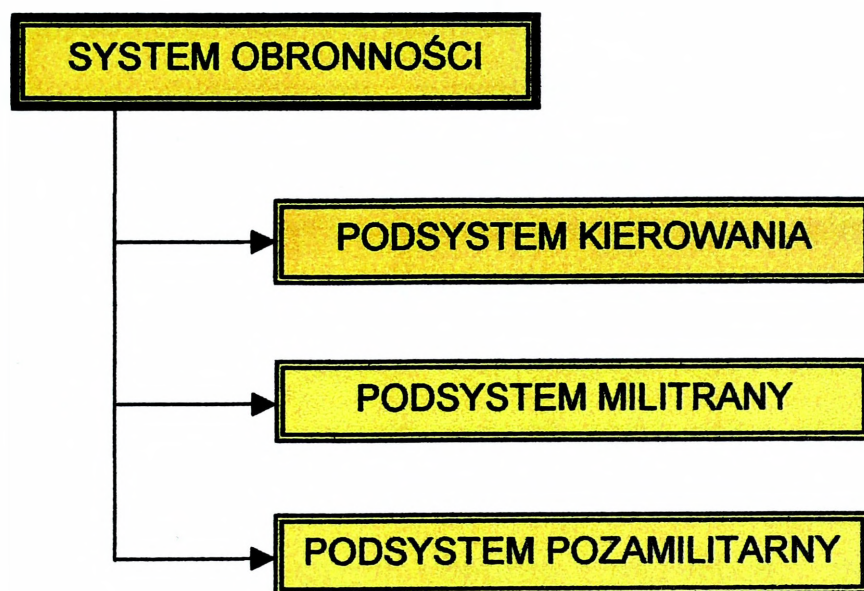 SYSTEM OBRONNOŚCI
PODSYSTEM KIEROWANIA
PODSYSTEM MILITRANY
PODSYSTEM POZAMILITARNY